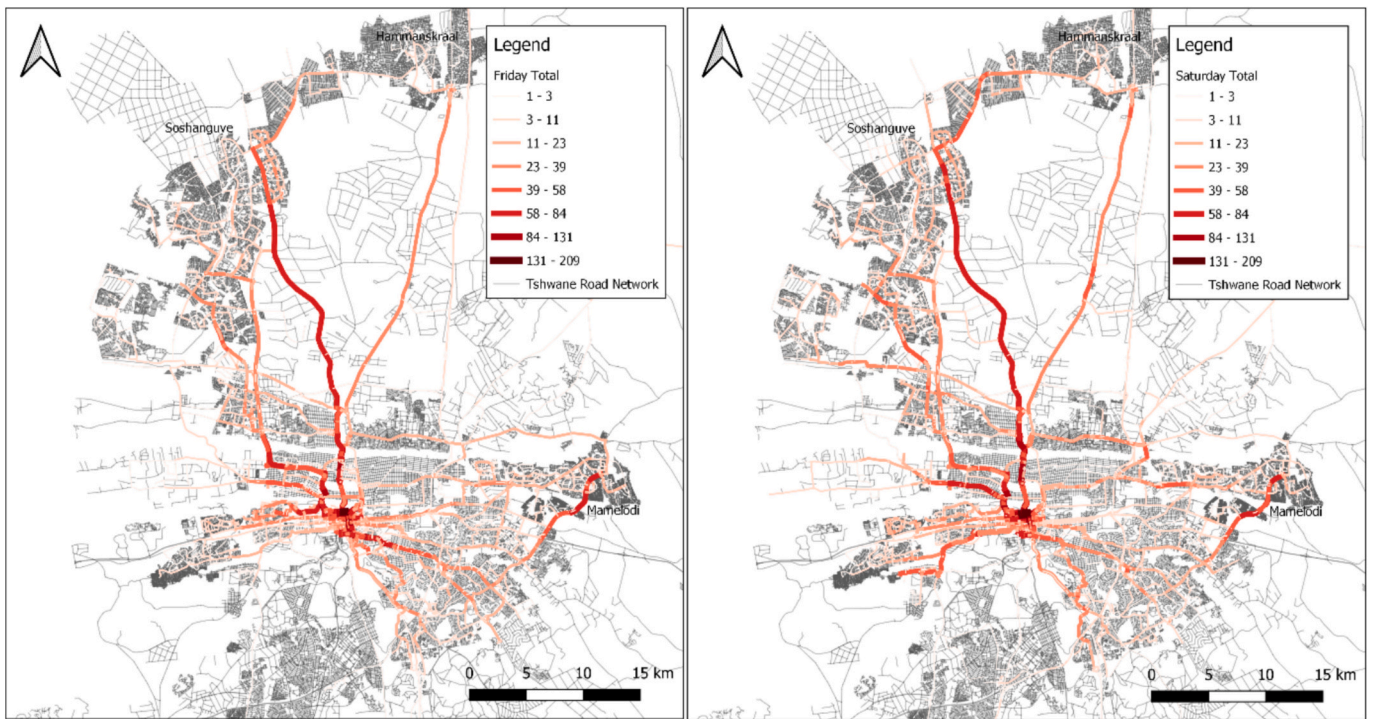 Hammanskraal
Legend
Friday Total
1 - 3
3 - 11
11 - 23
23 - 39
39 - 58
58 - 84
84 - 131
131 - 209
Tshwane Road Network
Soshanguve
Mamelodi
0 5 10 15 km
Hammanskraal
Legend
Saturday Total
1 - 3
3 - 11
11 - 23
23 - 39
39 - 58
58 - 84
84 - 131
131 - 209
Tshwane Road Network
Soshanguve
Mamelodi
0 5 10 15 km